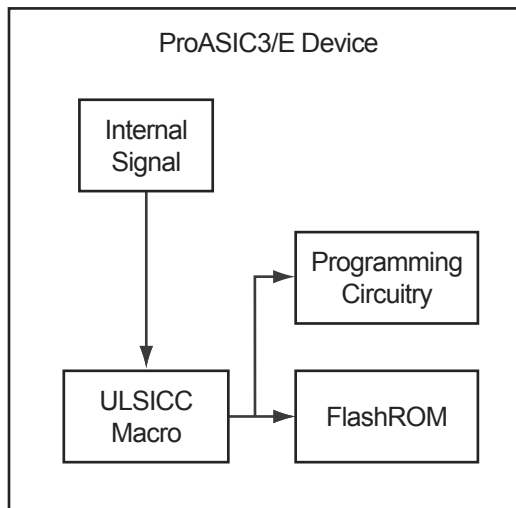 ProASIC3/E Device
Internal
Signal
Programming
Circuitry
ULSICC
Macro
FlashROM